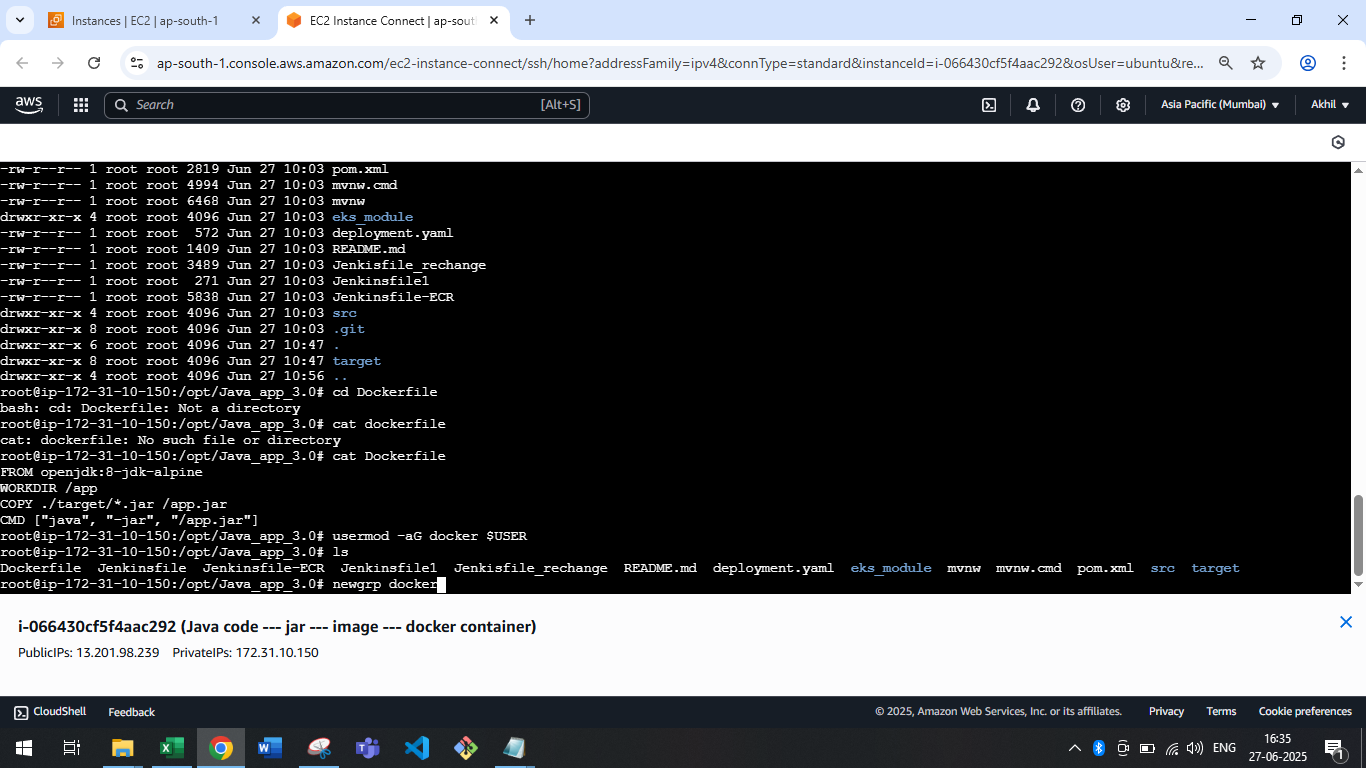 Instances | EC2 | ap-south-1
EC2 Instance Connect | ap-sout
ap-south-1.console.aws.amazon.com/ec2-instance-connect/ssh/home?addressFamily=ipv4&connType=standard&instanceId=i-066430cf5f4aac292&osUser=ubuntu&re...
aws
Search
[Alt+S]
Asia Pacific (Mumbai)
Akhil
-rw-r--r-- 1 root root 2819 Jun 27 10:03 pom.xml
-rw-r--r-- 1 root root 4994 Jun 27 10:03 mvnw.cmd
-rw-r--r-- 1 root root 6468 Jun 27 10:03 mvnw
drwxr-xr-x 4 root root 4096 Jun 27 10:03 eks_module
-rw-r--r-- 1 root root  572 Jun 27 10:03 deployment.yaml
-rw-r--r-- 1 root root 1409 Jun 27 10:03 README.md
-rw-r--r-- 1 root root 3489 Jun 27 10:03 Jenkisfile_rechange
-rw-r--r-- 1 root root  271 Jun 27 10:03 Jenkinsfile1
-rw-r--r-- 1 root root 5838 Jun 27 10:03 Jenkinsfile-ECR
drwxr-xr-x 4 root root 4096 Jun 27 10:03 src
drwxr-xr-x 8 root root 4096 Jun 27 10:03 .git
drwxr-xr-x 6 root root 4096 Jun 27 10:47 .
drwxr-xr-x 8 root root 4096 Jun 27 10:47 target
drwxr-xr-x 4 root root 4096 Jun 27 10:56 ..
root@ip-172-31-10-150:/opt/Java_app_3.0# cd Dockerfile
bash: cd: Dockerfile: Not a directory
root@ip-172-31-10-150:/opt/Java_app_3.0# cat dockerfile
cat: dockerfile: No such file or directory
root@ip-172-31-10-150:/opt/Java_app_3.0# cat Dockerfile
FROM openjdk:8-jdk-alpine
WORKDIR /app
COPY ./target/*.jar /app.jar
CMD ["java", "-jar", "/app.jar"]
root@ip-172-31-10-150:/opt/Java_app_3.0# usermod -aG docker $USER
root@ip-172-31-10-150:/opt/Java_app_3.0# ls
Dockerfile  Jenkinsfile  Jenkinsfile-ECR  Jenkinsfile1  Jenkisfile_rechange  README.md  deployment.yaml  eks_module  mvnw  mvnw.cmd  pom.xml  src  target
root@ip-172-31-10-150:/opt/Java_app_3.0# newgrp docker
i-066430cf5f4aac292 (Java code --- jar --- image --- docker container)
PublicIPs: 13.201.98.239 PrivateIPs: 172.31.10.150
CloudShell
Feedback
© 2025, Amazon Web Services, Inc. or its affiliates.
Privacy
Terms
Cookie preferences
ENG
16:35
27-06-2025
1